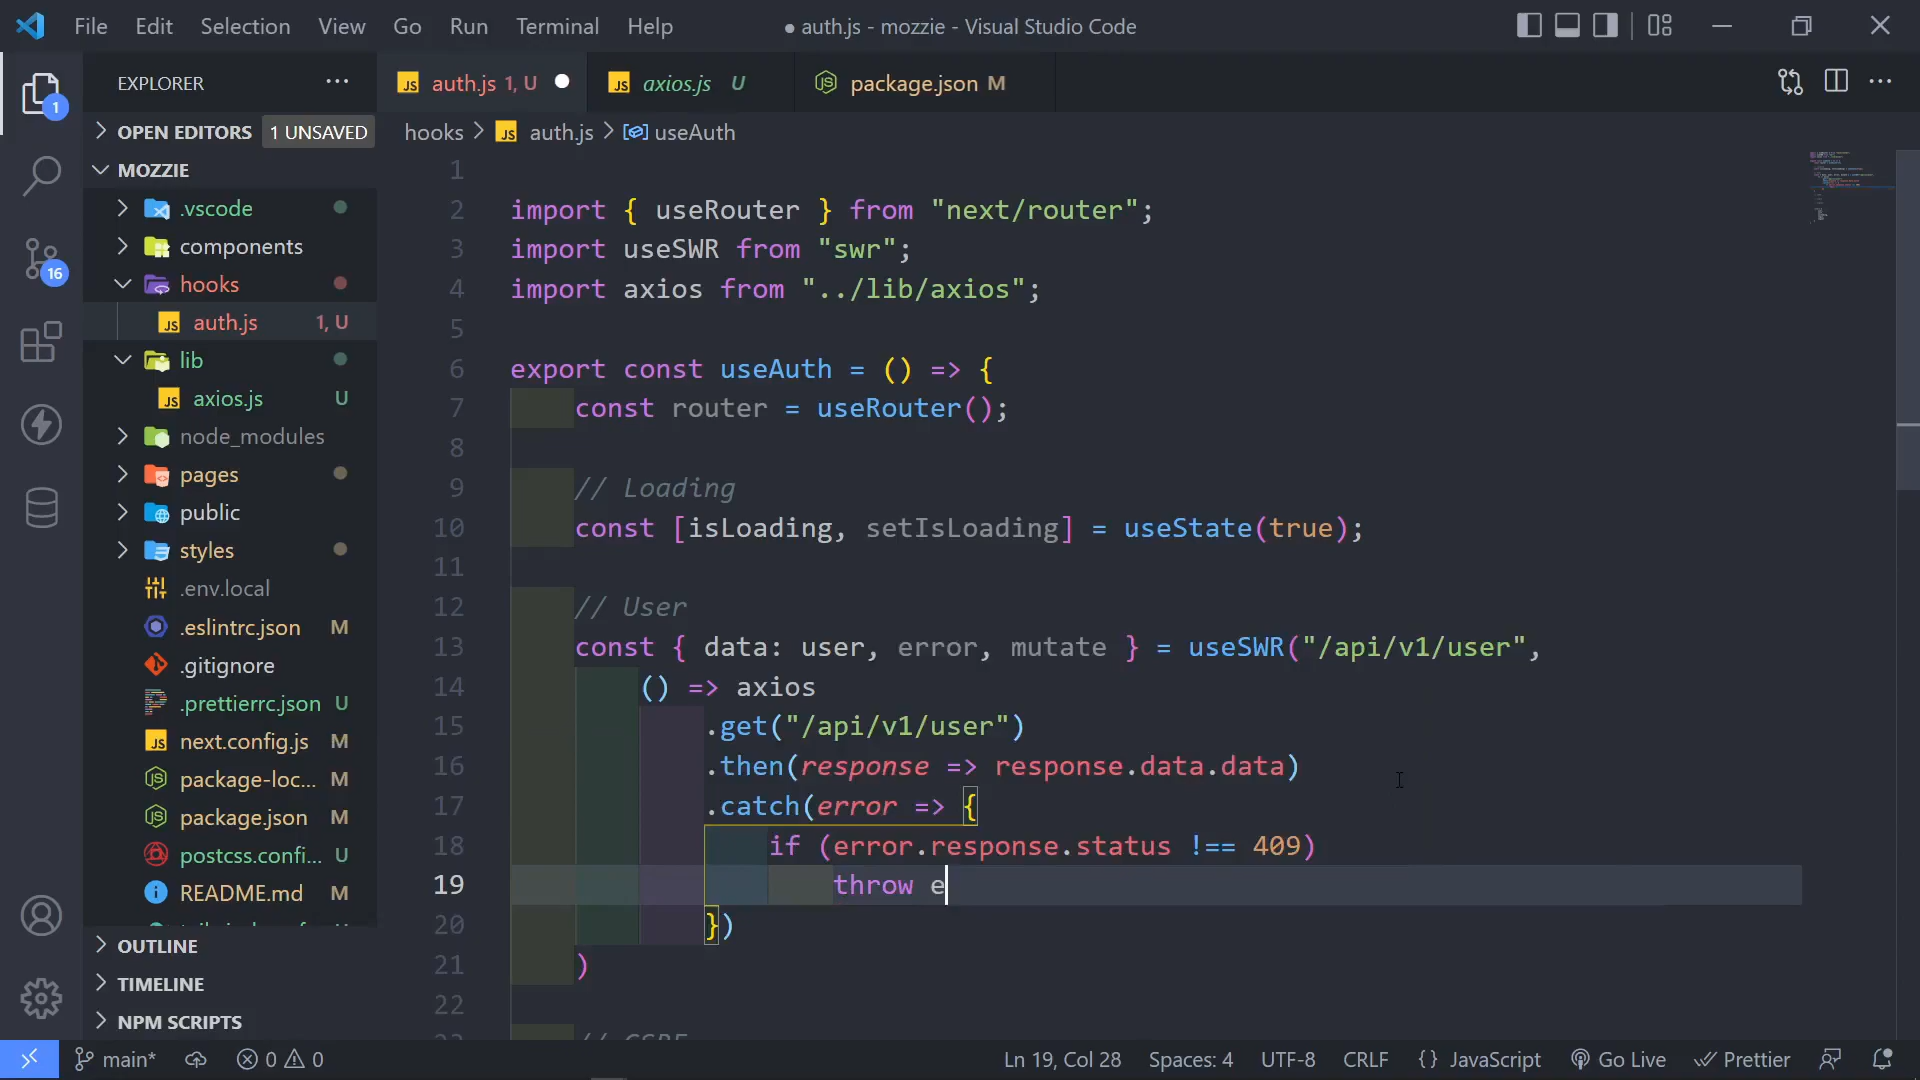 File Edit Selection View Go Run Terminal Help
● auth.js - mozzie - Visual Studio Code
EXPLORER
1
16
OPEN EDITORS 1 UNSAVED
MOZZIE
.vscode
components
hooks
auth.js 1, U
lib
axios.js U
node_modules
pages
public
styles
.env.local
.eslintrc.json M
.gitignore
.prettierrc.json U
next.config.js M
package-loc... M
package.json M
postcss.confi... U
README.md M
OUTLINE
TIMELINE
NPM SCRIPTS
JS auth.js 1, U ● JS axios.js U package.json M
hooks > JS auth.js > useAuth
1
2 import { useRouter } from "next/router";
3 import useSWR from "swr";
4 import axios from "../lib/axios";
5
6 export const useAuth = () => {
7 const router = useRouter();
8
9 // Loading
10 const [isLoading, setIsLoading] = useState(true);
11
12 // User
13 const { data: user, error, mutate } = useSWR("/api/v1/user",
14 () => axios
15 .get("/api/v1/user")
16 .then(response => response.data.data)
17 .catch(error => {
18 if (error.response.status !== 409)
19 throw e
20 })
21 )
22
main* 0 0 Ln 19, Col 28 Spaces: 4 UTF-8 CRLF {} JavaScript Go Live Prettier